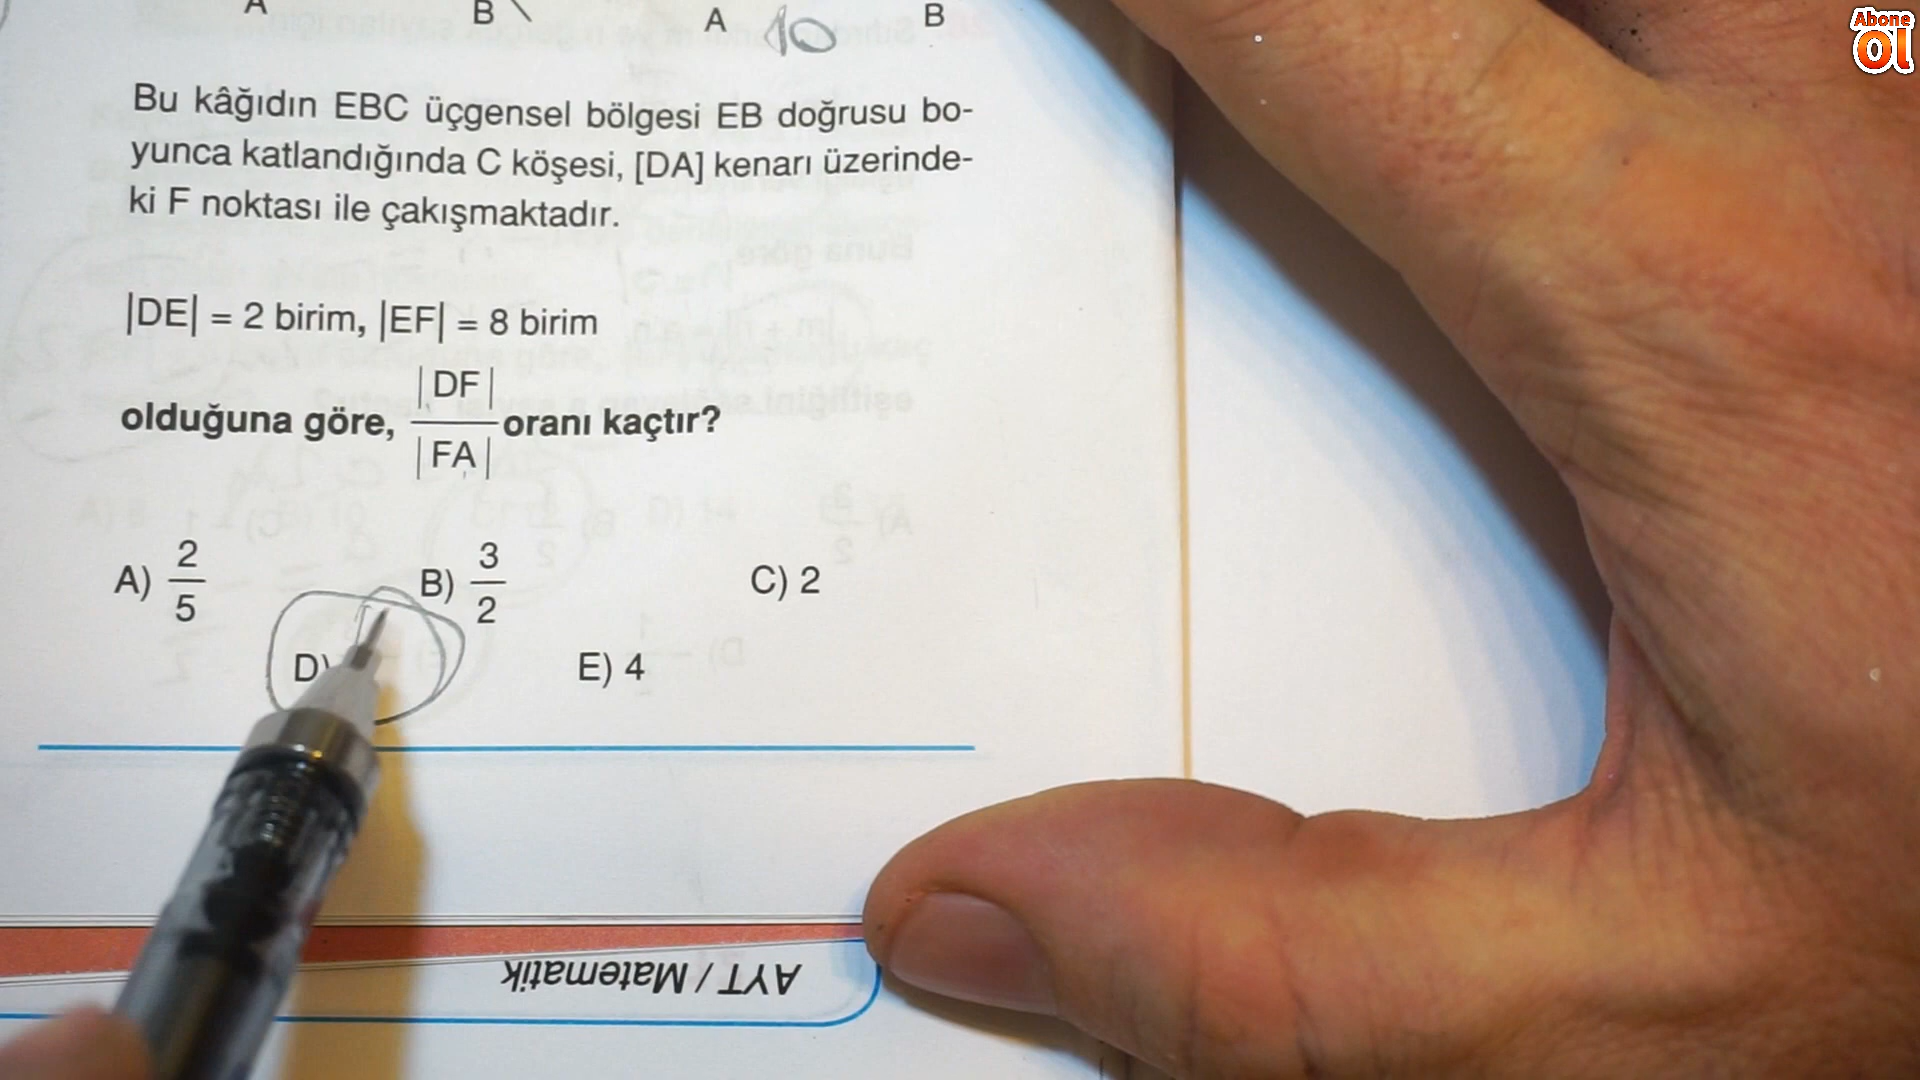 A B A 10 B
Abone
Ol
Bu kâğıdın EBC üçgensel bölgesi EB doğrusu bo-
yunca katlandığında C köşesi, [DA] kenarı üzerinde-
ki F noktası ile çakışmaktadır.
|DE| = 2 birim, |EF| = 8 birim
olduğuna göre, |DF| / |FA| oranı kaçtır?
A) 2/5 B) 3/2 C) 2
D) E) 4
AYT / Matematik